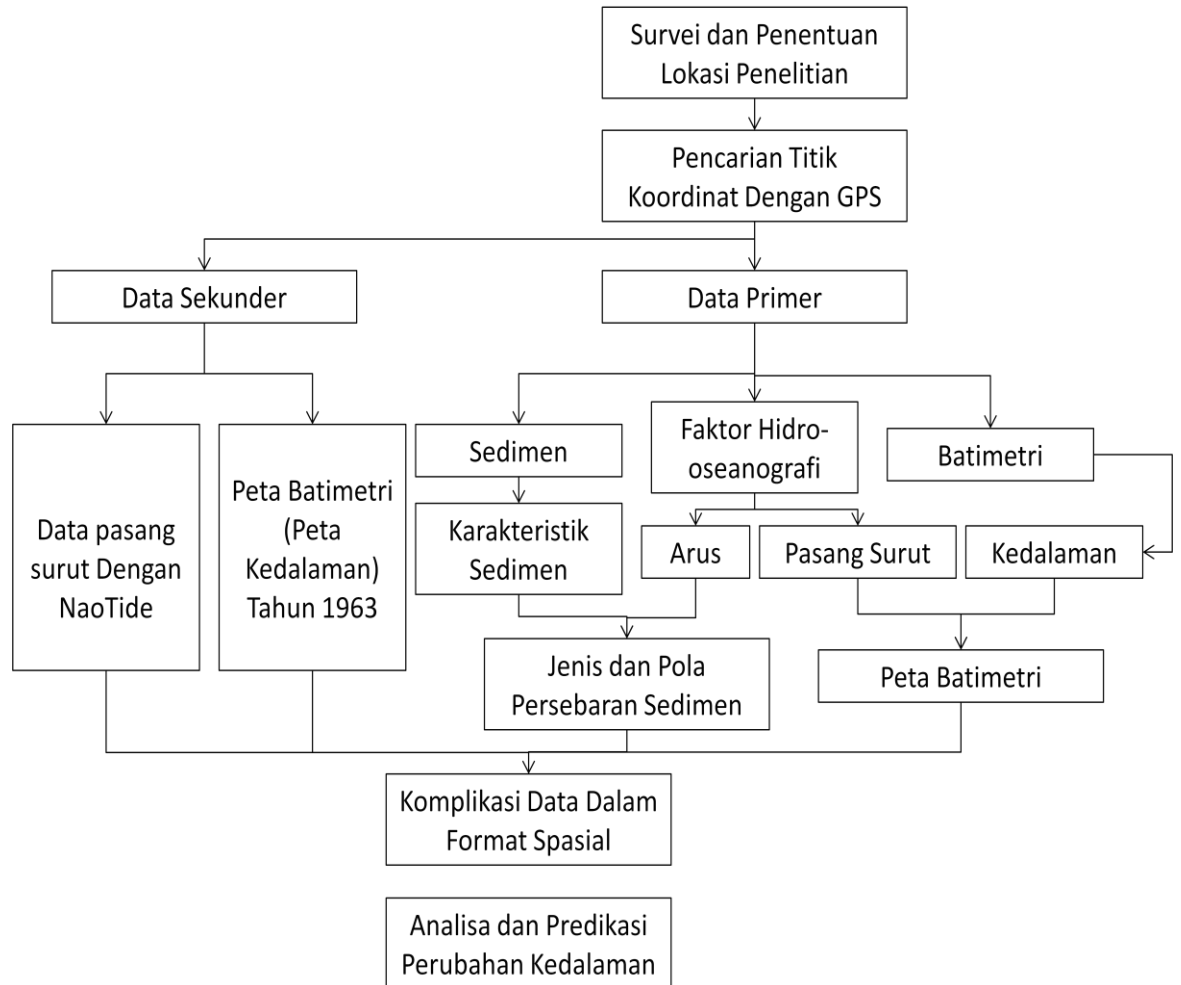 Survei dan Penentuan
Lokasi Penelitian
Pencarian Titik
Koordinat Dengan GPS
Data Sekunder
Data Primer
Data pasang
surut Dengan
NaoTide
Peta Batimetri
(Peta
Kedalaman)
Tahun 1963
Sedimen
Faktor Hidro-
oseanografi
Batimetri
Karakteristik
Sedimen
Arus
Pasang Surut
Kedalaman
Jenis dan Pola
Persebaran Sedimen
Peta Batimetri
Komplikasi Data Dalam
Format Spasial
Analisa dan Predikasi
Perubahan Kedalaman